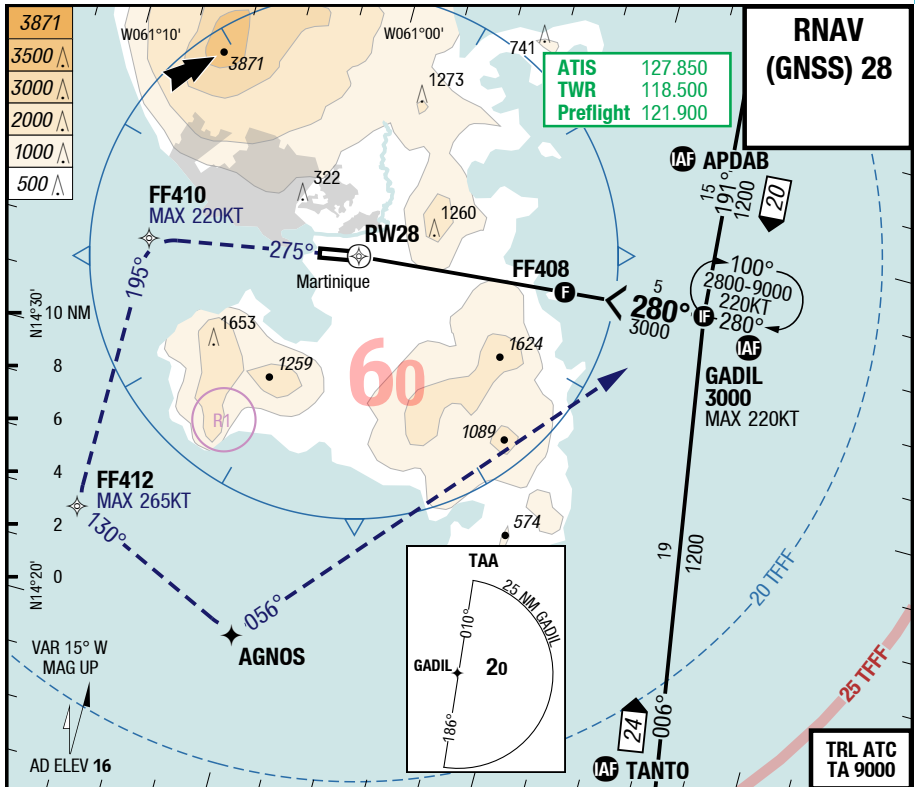 3871
3500
3000
2000
1000
500
W061°10'
W061°00'
3871
741
1273
ATIS 127.850
TWR 118.500
Preflight 121.900
RNAV
(GNSS) 28
IAF APDAB
15
191°
1200
20
322
1260
FF410
MAX 220KT
275°
RW28
Martinique
FF408
F
5
280°
3000
IF
100°
2800-9000
220KT
280°
IAF
GADIL
3000
MAX 220KT
195°
N14°30'
10 NM
8
6
4
2
0
N14°20'
1653
1259
R1
60
1624
1089
574
FF412
MAX 265KT
130°
056°
AGNOS
TAA
25 NM GADIL
010°
GADIL
20
186°
19
1200
20 TFFF
25 TFFF
006°
24
IAF TANTO
VAR 15° W
MAG UP
AD ELEV 16
TRL ATC
TA 9000